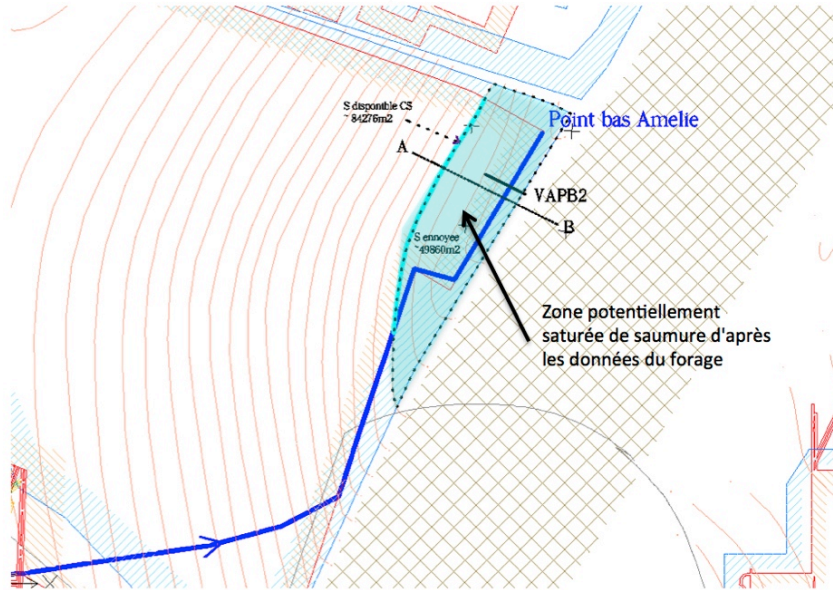 S disponible CS
~ 84276m2
Point bas Amelie
A
VAPB2
B
S ennoyee
~49860m2
Zone potentiellement
saturée de saumure d'après
les données du forage